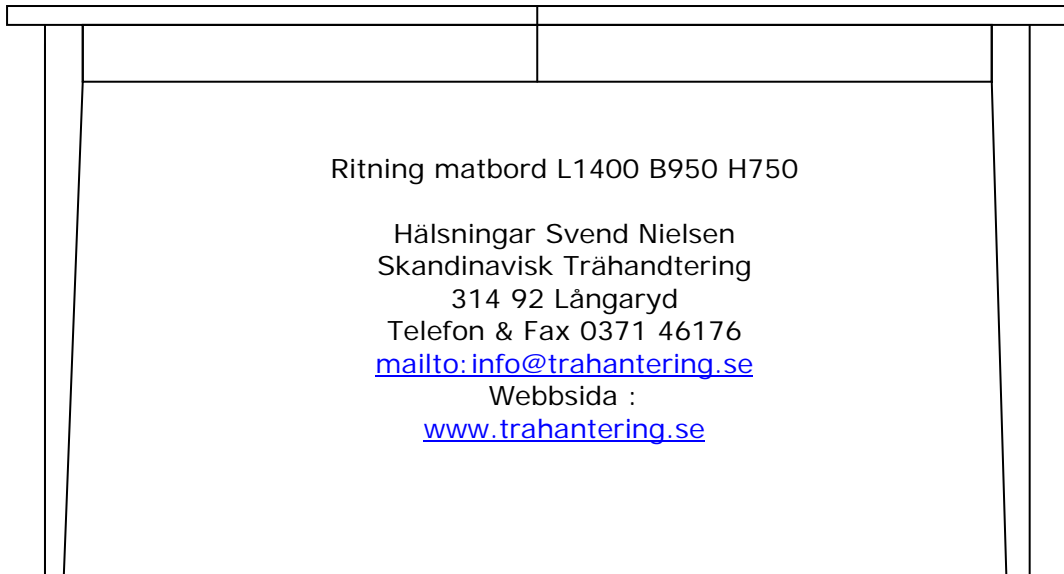 Ritning matbord L1400 B950 H750
Hälsningar Svend Nielsen
Skandinavisk Trähandtering
314 92 Långaryd
Telefon & Fax 0371 46176
mailto:info@trahantering.se
Webbsida :
www.trahantering.se